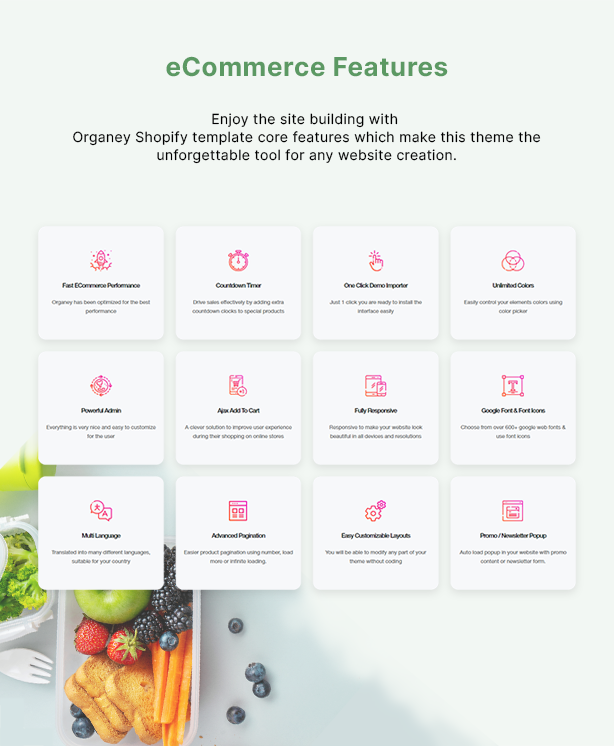 eCommerce Features
Enjoy the site building with
Organey Shopify template core features which make this theme the
unforgettable tool for any website creation.
Fast ECommerce Performance
Organey has been optimized for the best
performance
Countdown Timer
Drive sales effectively by adding extra
countdown clocks to special products
One Click Demo Importer
Just 1 click you are ready to install the
interface easily
Unlimited Colors
Easily control your elements colors using
color picker
Powerful Admin
Everything is very nice and easy to customize
for the user
Ajax Add To Cart
A clever solution to improve user experience
during their shopping on online stores
Fully Responsive
Responsive to make your website look
beautiful in all devices and resolutions
Google Font & Font Icons
Choose from over 600+ google web fonts &
use font icons
Multi Language
Translated into many different languages,
suitable for your country
Advanced Pagination
Easier product pagination using number, load
more or infinite loading.
Easy Customizable Layouts
You will be able to modify any part of your
theme without coding
Promo / Newsletter Popup
Auto load popup in your website with promo
content or newsletter form.